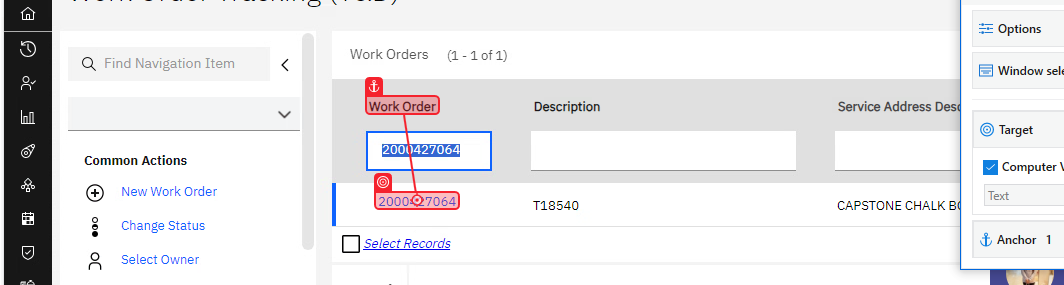 Work Order Tracking (TOJD)
Find Navigation Item
Common Actions
New Work Order
Change Status
Select Owner
Work Orders (1 - 1 of 1)
Work Order
Description
Service Address Desc
2000427064
2000427064
T18540
CAPSTONE CHALK BO
Select Records
Options
Window sele
Target
Computer V
Text
Anchor 1